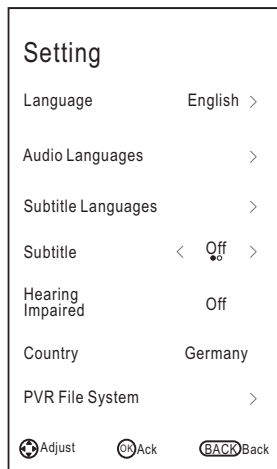 Setting
Language English >
Audio Languages >
Subtitle Languages >
Subtitle < Off >
Hearing
Impaired Off
Country Germany
PVR File System >
Adjust OK Ack BACK Back